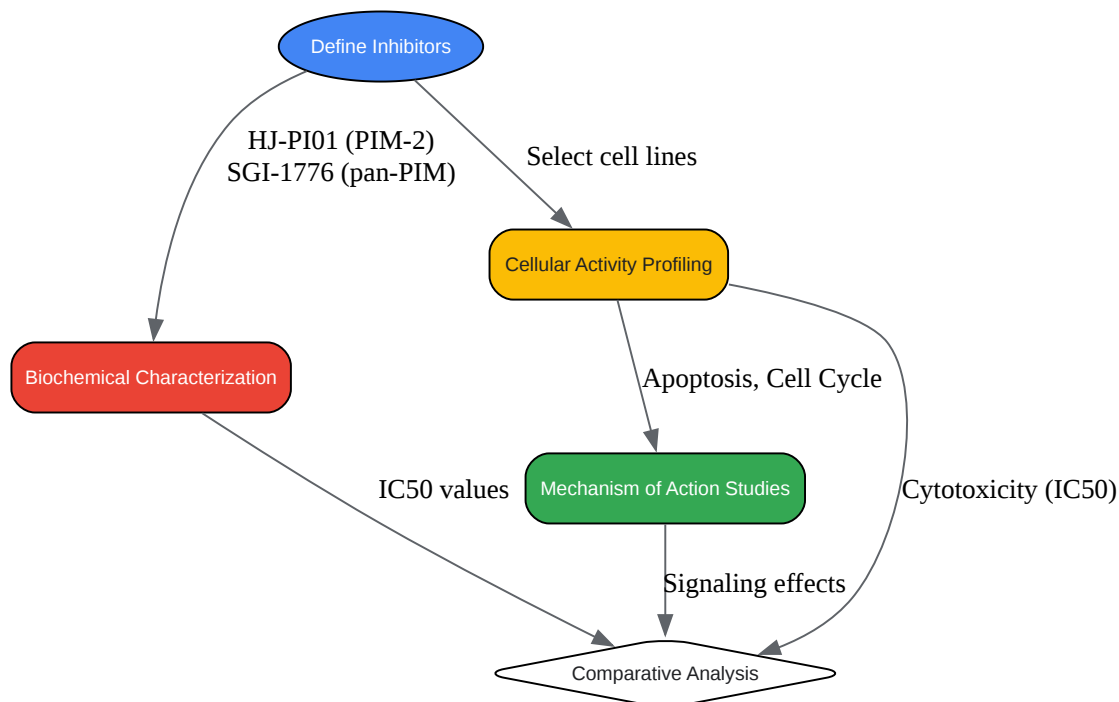 Define Inhibitors
HJ-PI01 (PIM-2)
SGI-1776 (pan-PIM)
Select cell lines
Cellular Activity Profiling
Biochemical Characterization
Apoptosis, Cell Cycle
IC50 values
Mechanism of Action Studies
Cytotoxicity (IC50)
Signaling effects
Comparative Analysis